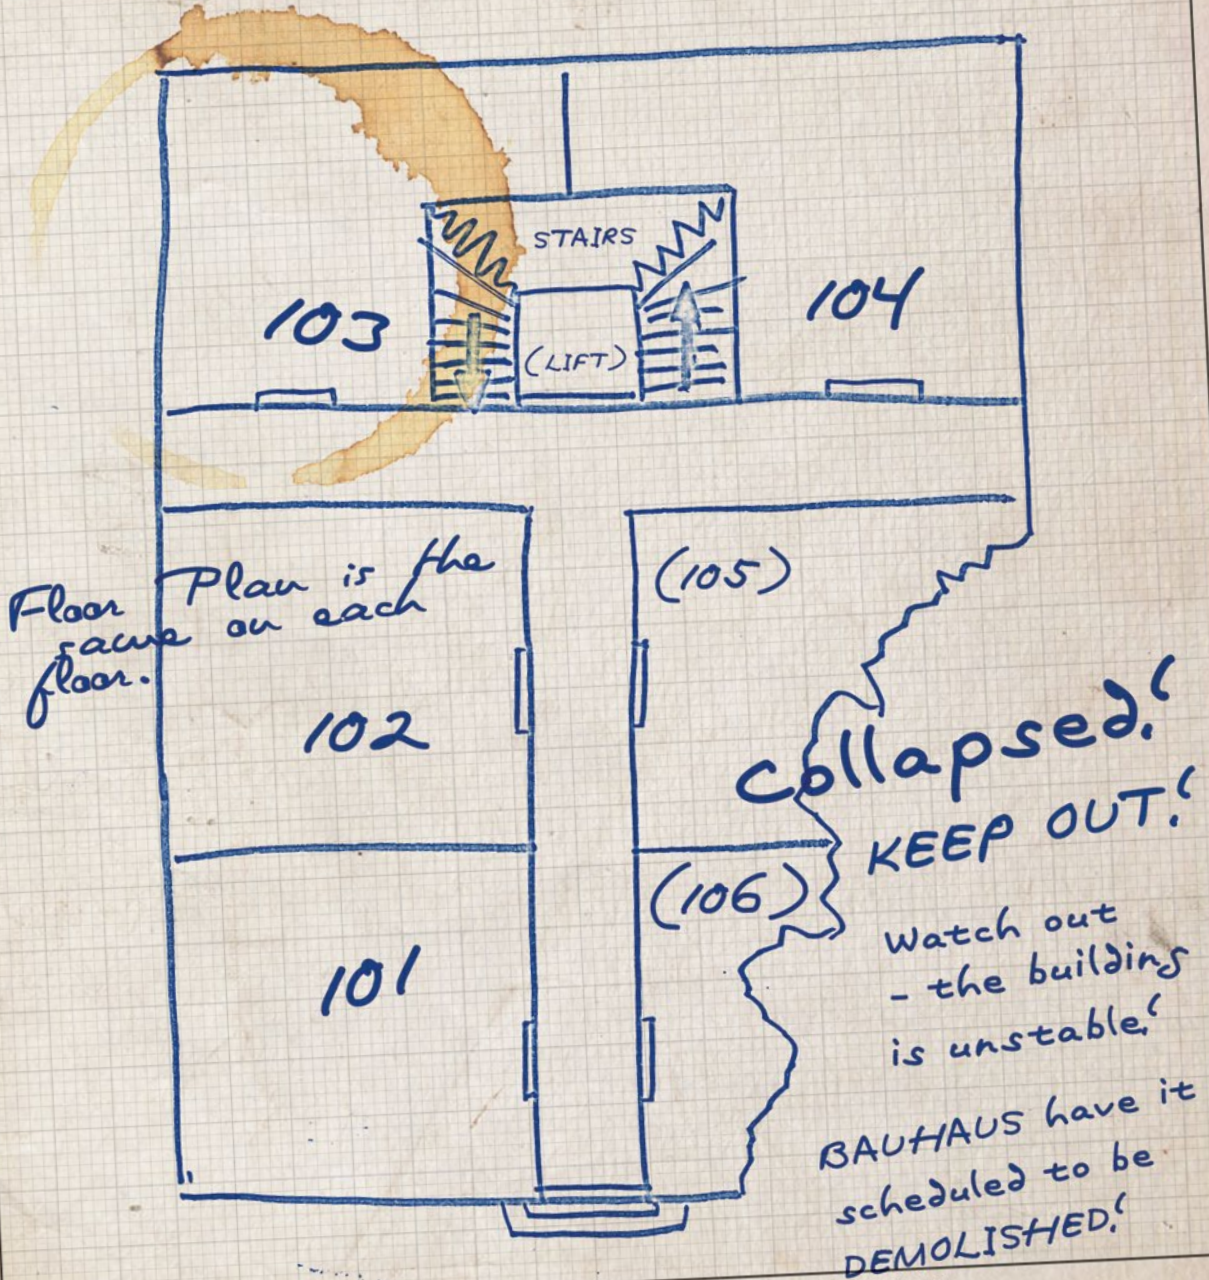 STAIRS
103
(LIFT)
104
Floor Plan is the
same on each
floor.
(105)
102
Collapsed!
KEEP OUT!
(106)
101
Watch out
- the building
is unstable!
BAUHAUS have it
scheduled to be
DEMOLISHED!